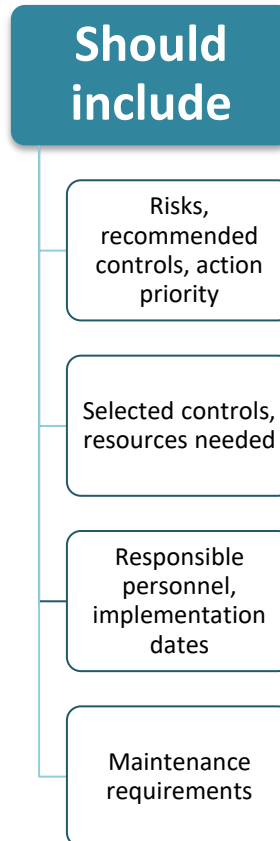 Should
include
Risks,
recommended
controls, action
priority
Selected controls,
resources needed
Responsible
personnel,
implementation
dates
Maintenance
requirements